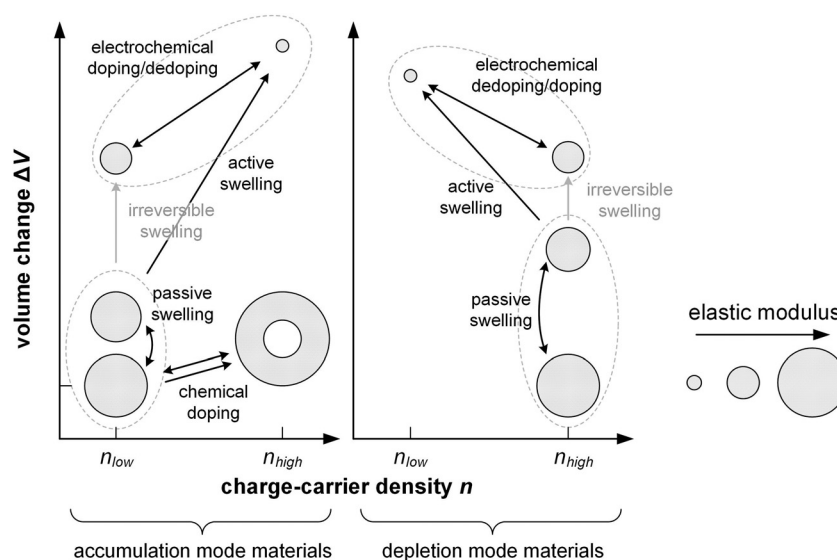 volume change ΔV
electrochemical
doping/dedoping
active
swelling
irreversible
swelling
passive
swelling
chemical
doping
n_low
n_high
electrochemical
dedoping/doping
active
swelling
irreversible
swelling
passive
swelling
n_low
n_high
elastic modulus
charge-carrier density n
accumulation mode materials
depletion mode materials